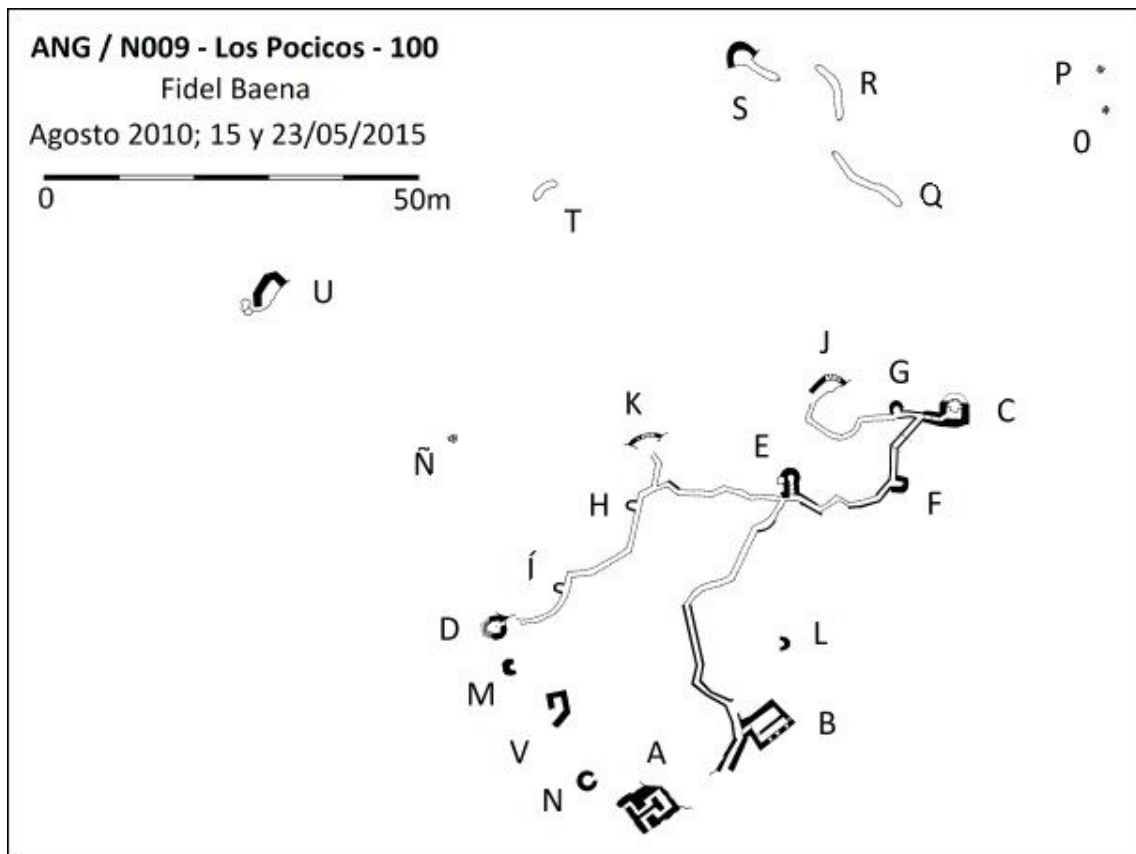 ANG / N009 - Los Pocicos - 100
Fidel Baena
Agosto 2010; 15 y 23/05/2015
0 50m
S
R
P
O
Q
T
U
J
G
C
K
E
Ñ
H
F
Í
D
L
M
V
A
B
N